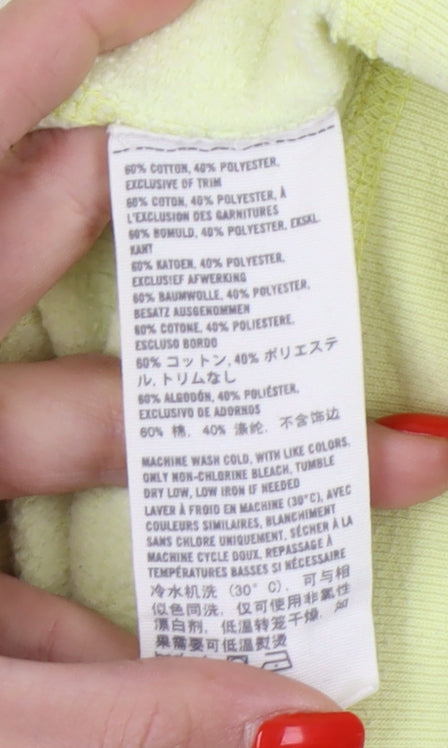 60% COTTON, 40% POLYESTER,
EXCLUSIVE OF TRIM
60% COTON, 40% POLYESTER, À
L'EXCLUSION DES GARNITURES
60% BOMULD, 40% POLYESTER, EKSKL.
KANT
60% KATOEN, 40% POLYESTER,
EXCLUSIEF AFWERKING
60% BAUMWOLLE, 40% POLYESTER,
BESATZ AUSGENOMMEN
60% COTONE, 40% POLIESTERE,
ESCLUSO BORDO
60% コットン, 40% ポリエステ
ル, トリムなし
60% ALGODÓN, 40% POLIÉSTER,
EXCLUSIVO DE ADORNOS
60% 棉, 40% 涤纶, 不含饰边
MACHINE WASH COLD, WITH LIKE COLORS,
ONLY NON-CHLORINE BLEACH, TUMBLE
DRY LOW, LOW IRON IF NEEDED
LAVER À FROID EN MACHINE (30°C), AVEC
COULEURS SIMILAIRES, BLANCHIMENT
SANS CHLORE UNIQUEMENT, SÉCHER À LA
MACHINE CYCLE DOUX, REPASSAGE À
TEMPÉRATURES BASSES SI NÉCESSAIRE
冷水机洗 (30° C), 可与相
似色同洗, 仅可使用非氯性
漂白剂, 低温转笼干燥, 如
果需要可低温熨烫